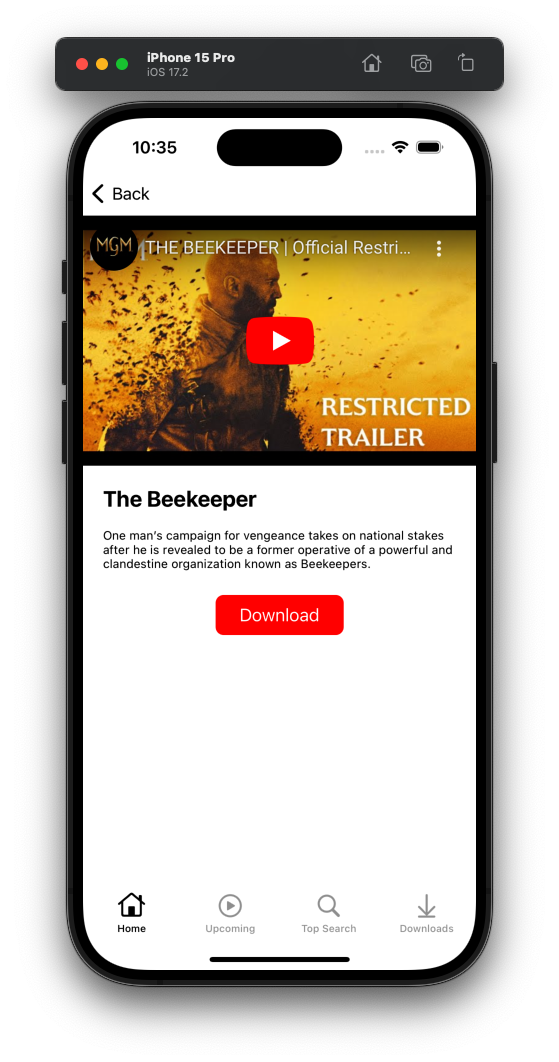 iPhone 15 Pro
iOS 17.2
10:35
Back
MGM
THE BEEKEEPER | Official Restri...
RESTRICTED
TRAILER
The Beekeeper
One man's campaign for vengeance takes on national stakes
after he is revealed to be a former operative of a powerful and
clandestine organization known as Beekeepers.
Download
Home
Upcoming
Top Search
Downloads